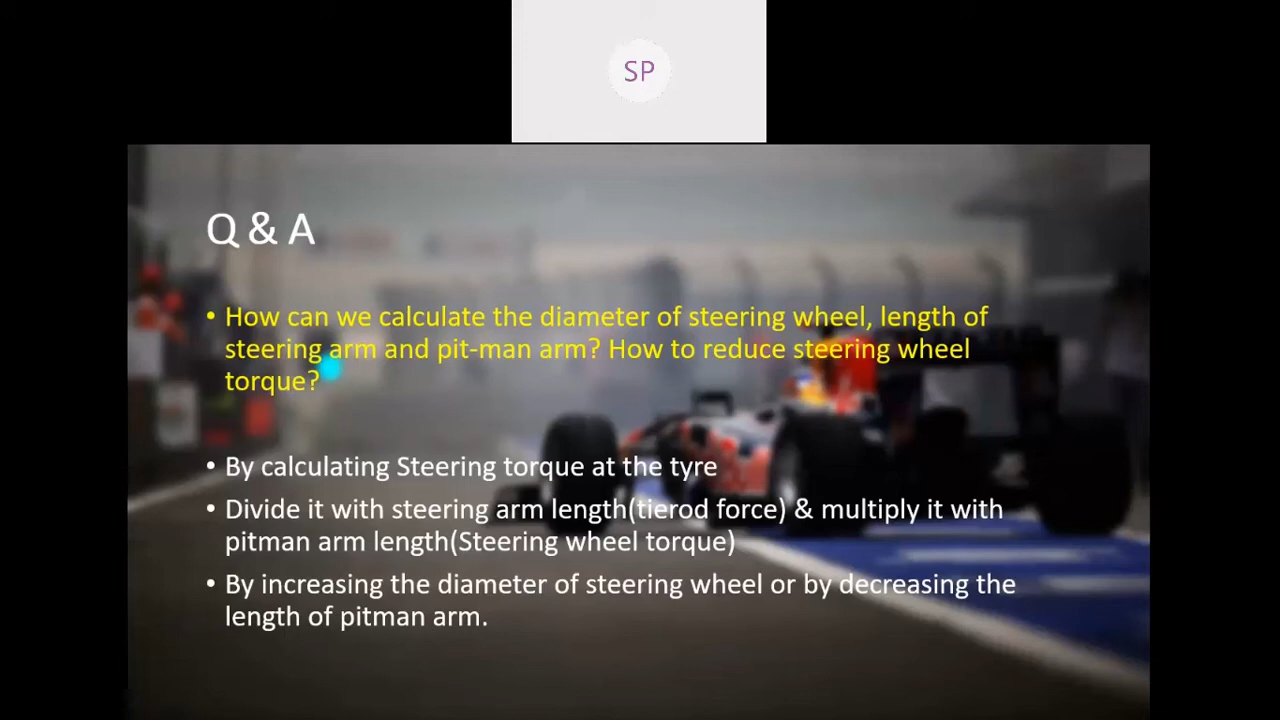 SP
Q & A
• How can we calculate the diameter of steering wheel, length of
steering arm and pit-man arm? How to reduce steering wheel
torque?
• By calculating Steering torque at the tyre
• Divide it with steering arm length(tierod force) & multiply it with
pitman arm length(Steering wheel torque)
• By increasing the diameter of steering wheel or by decreasing the
length of pitman arm.